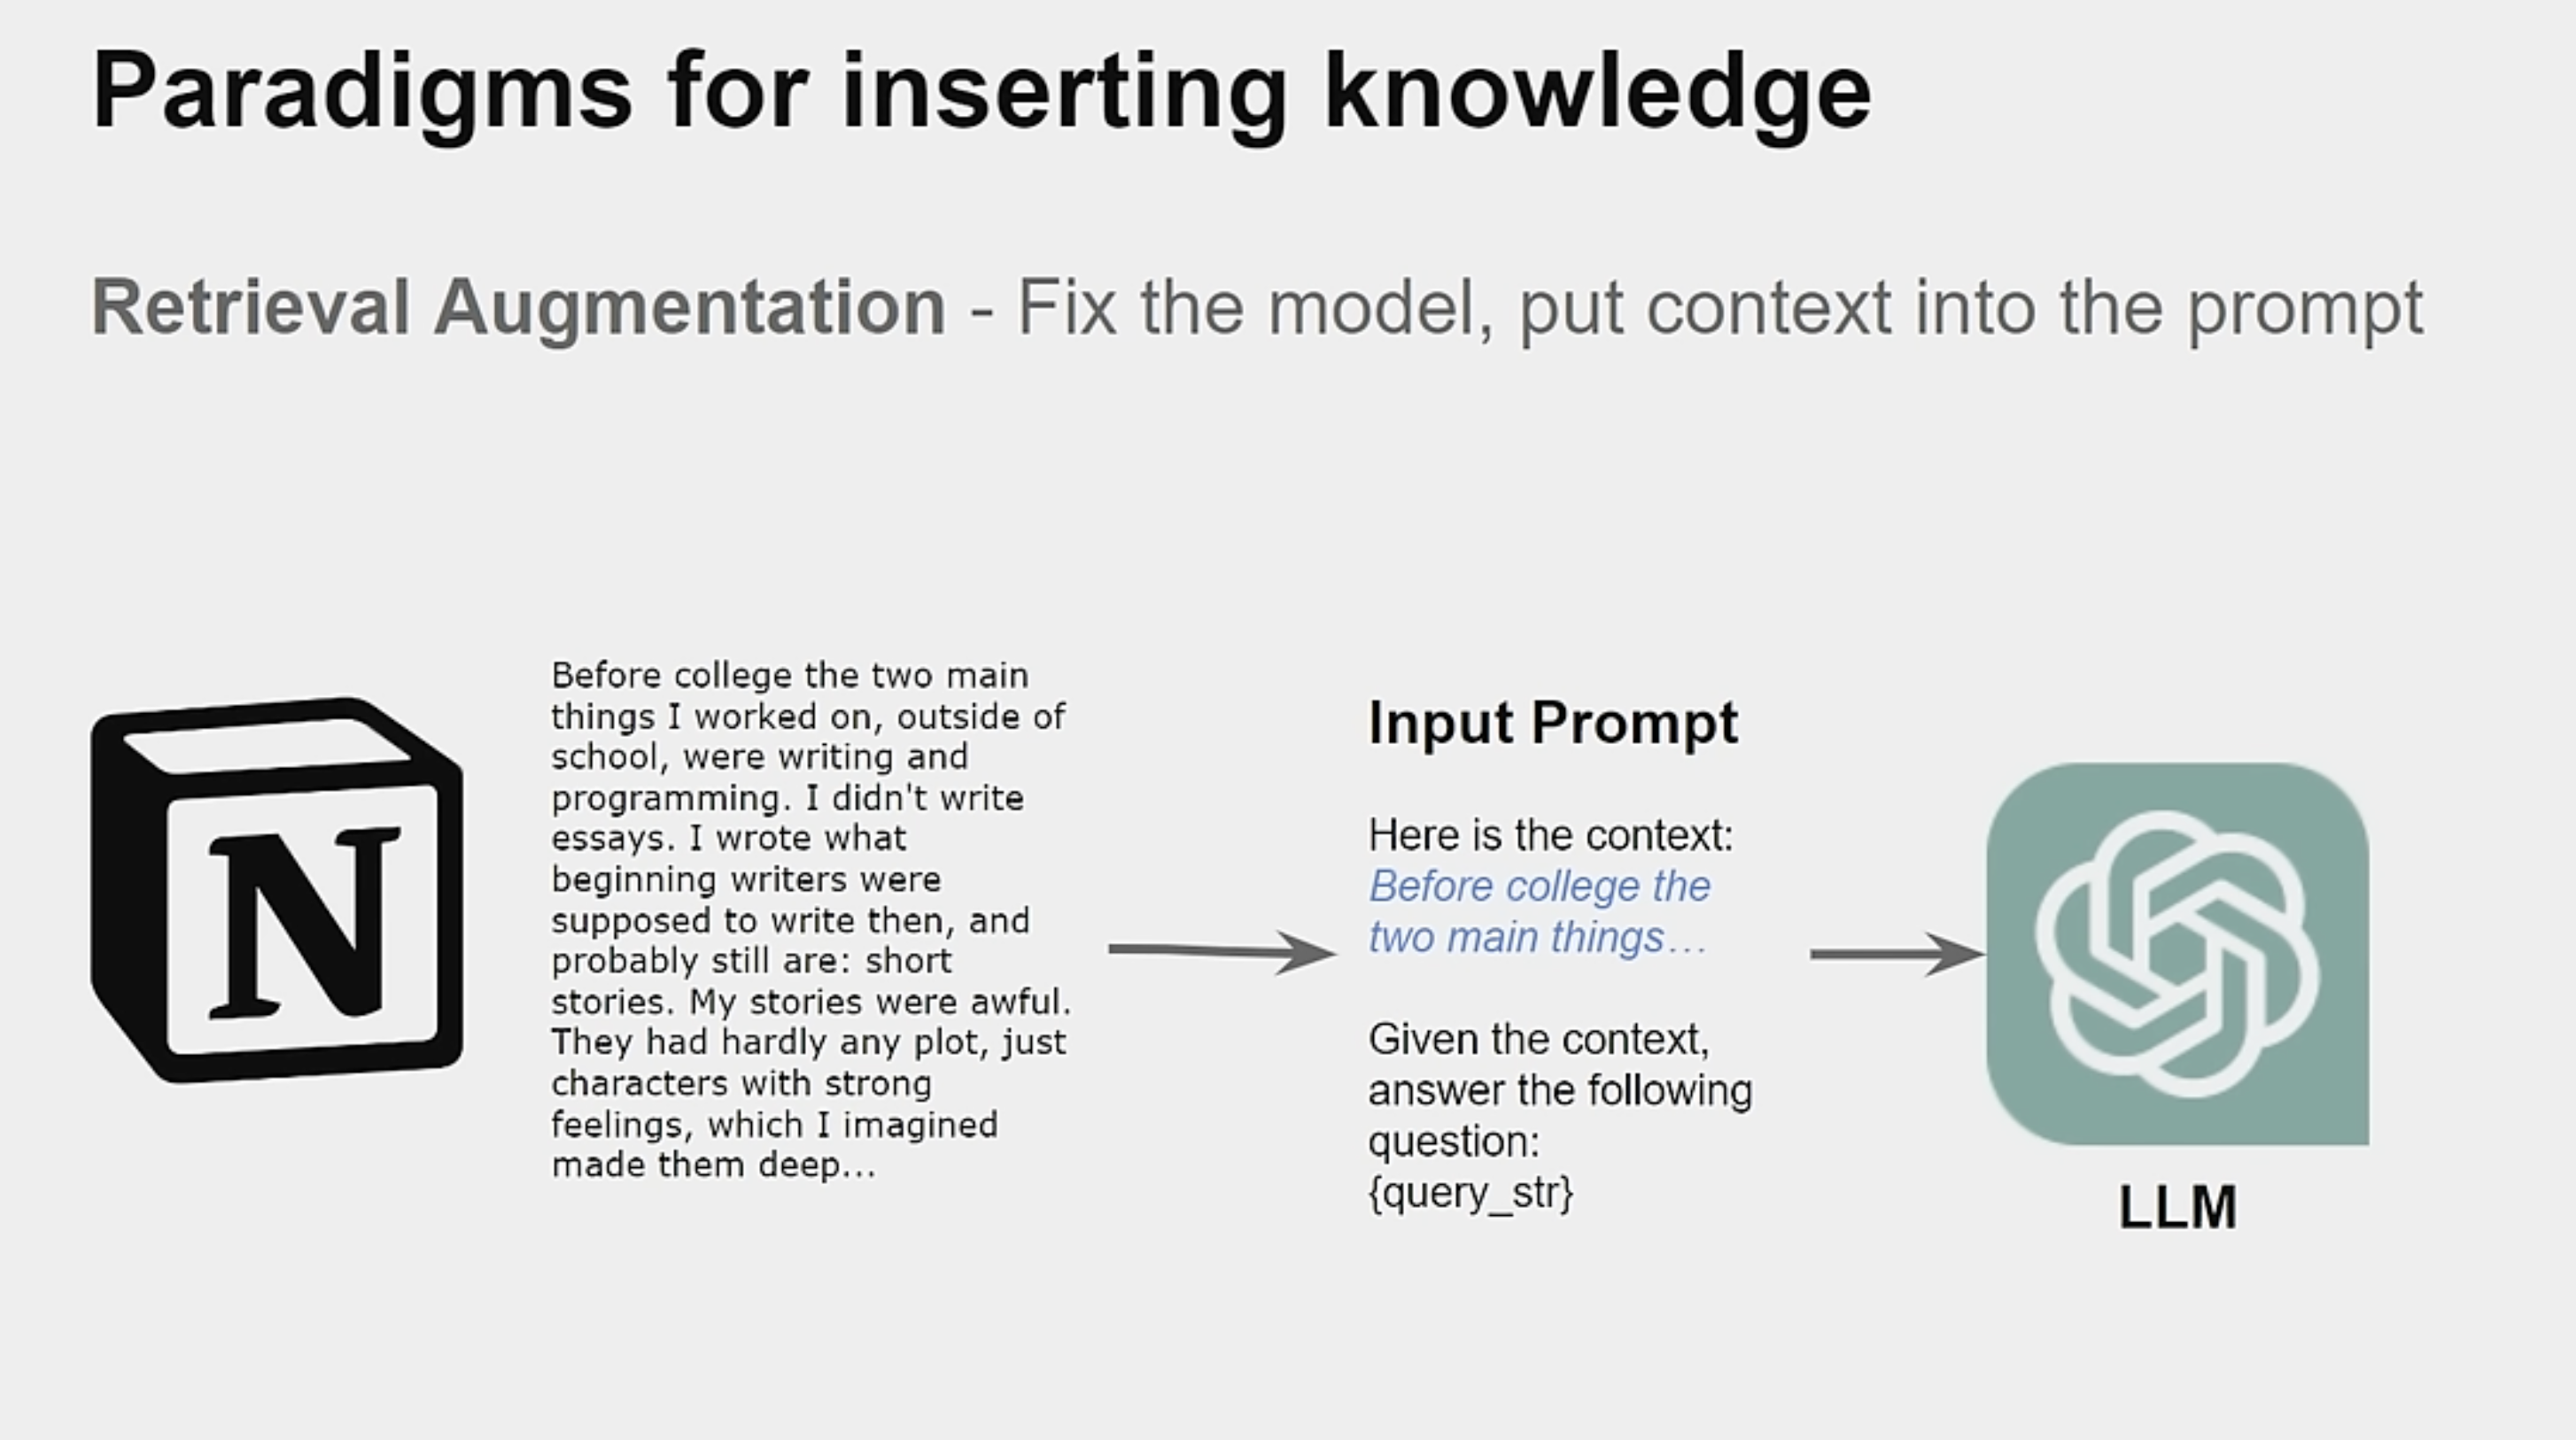 Paradigms for inserting knowledge
Retrieval Augmentation - Fix the model, put context into the prompt
N
Before college the two main
things I worked on, outside of
school, were writing and
programming. I didn't write
essays. I wrote what
beginning writers were
supposed to write then, and
probably still are: short
stories. My stories were awful.
They had hardly any plot, just
characters with strong
feelings, which I imagined
made them deep...
Input Prompt
Here is the context:
Before college the
two main things…
Given the context,
answer the following
question:
{query_str}
LLM